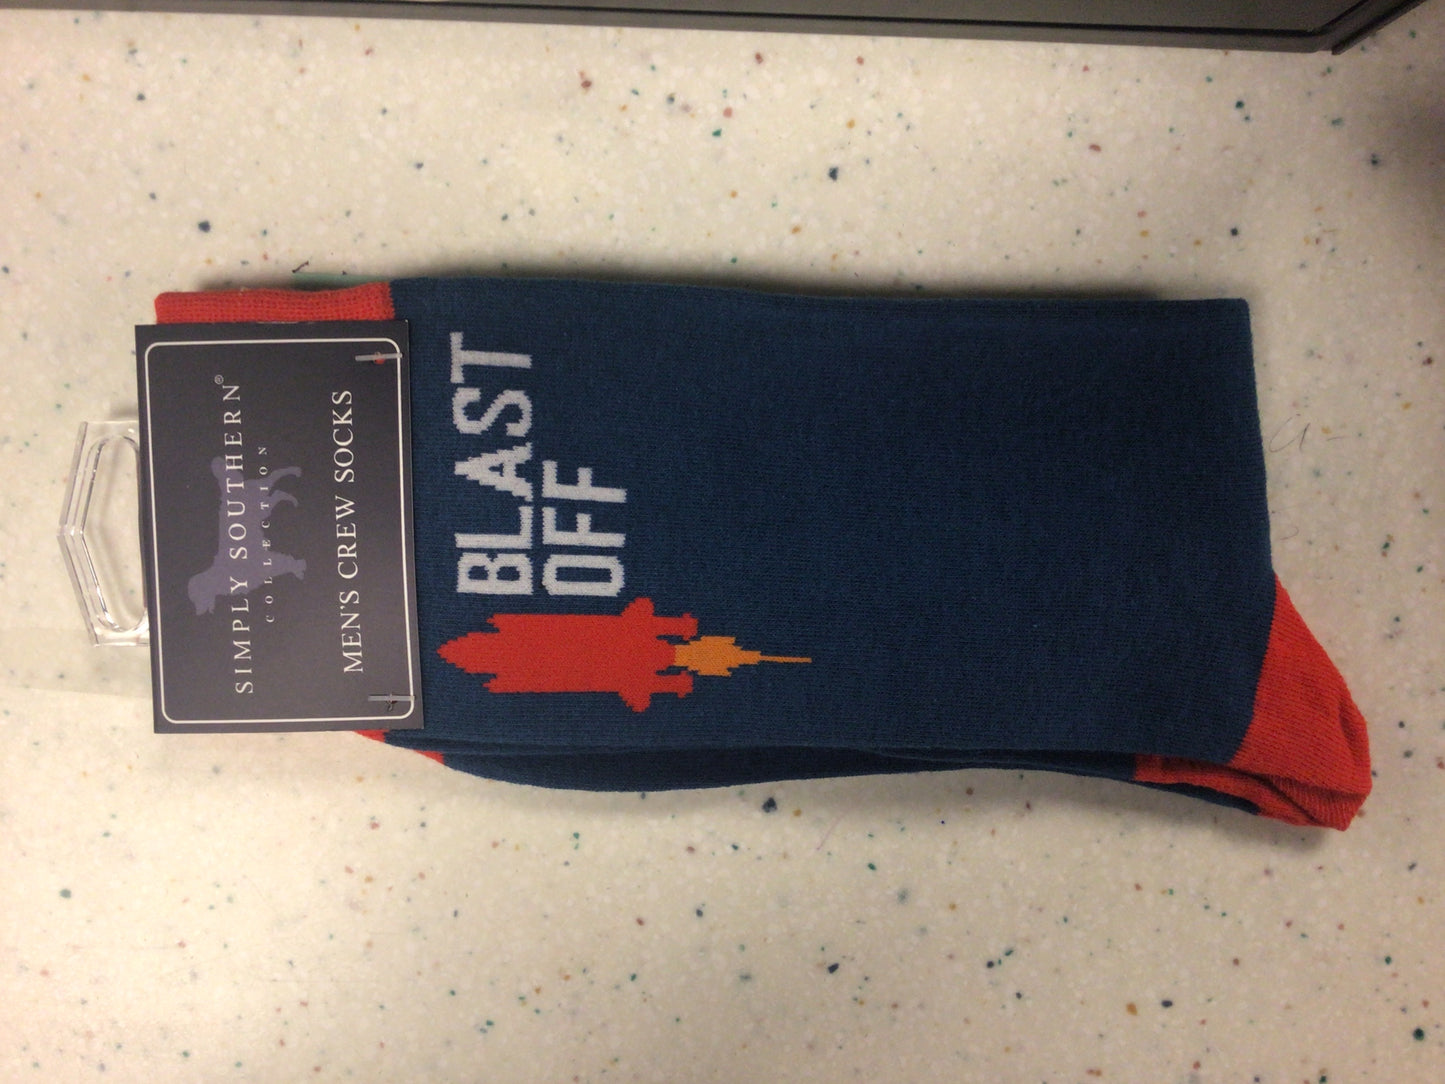 SIMPLY SOUTHERN®
COLLECTION
MEN'S CREW SOCKS
BLAST
OFF